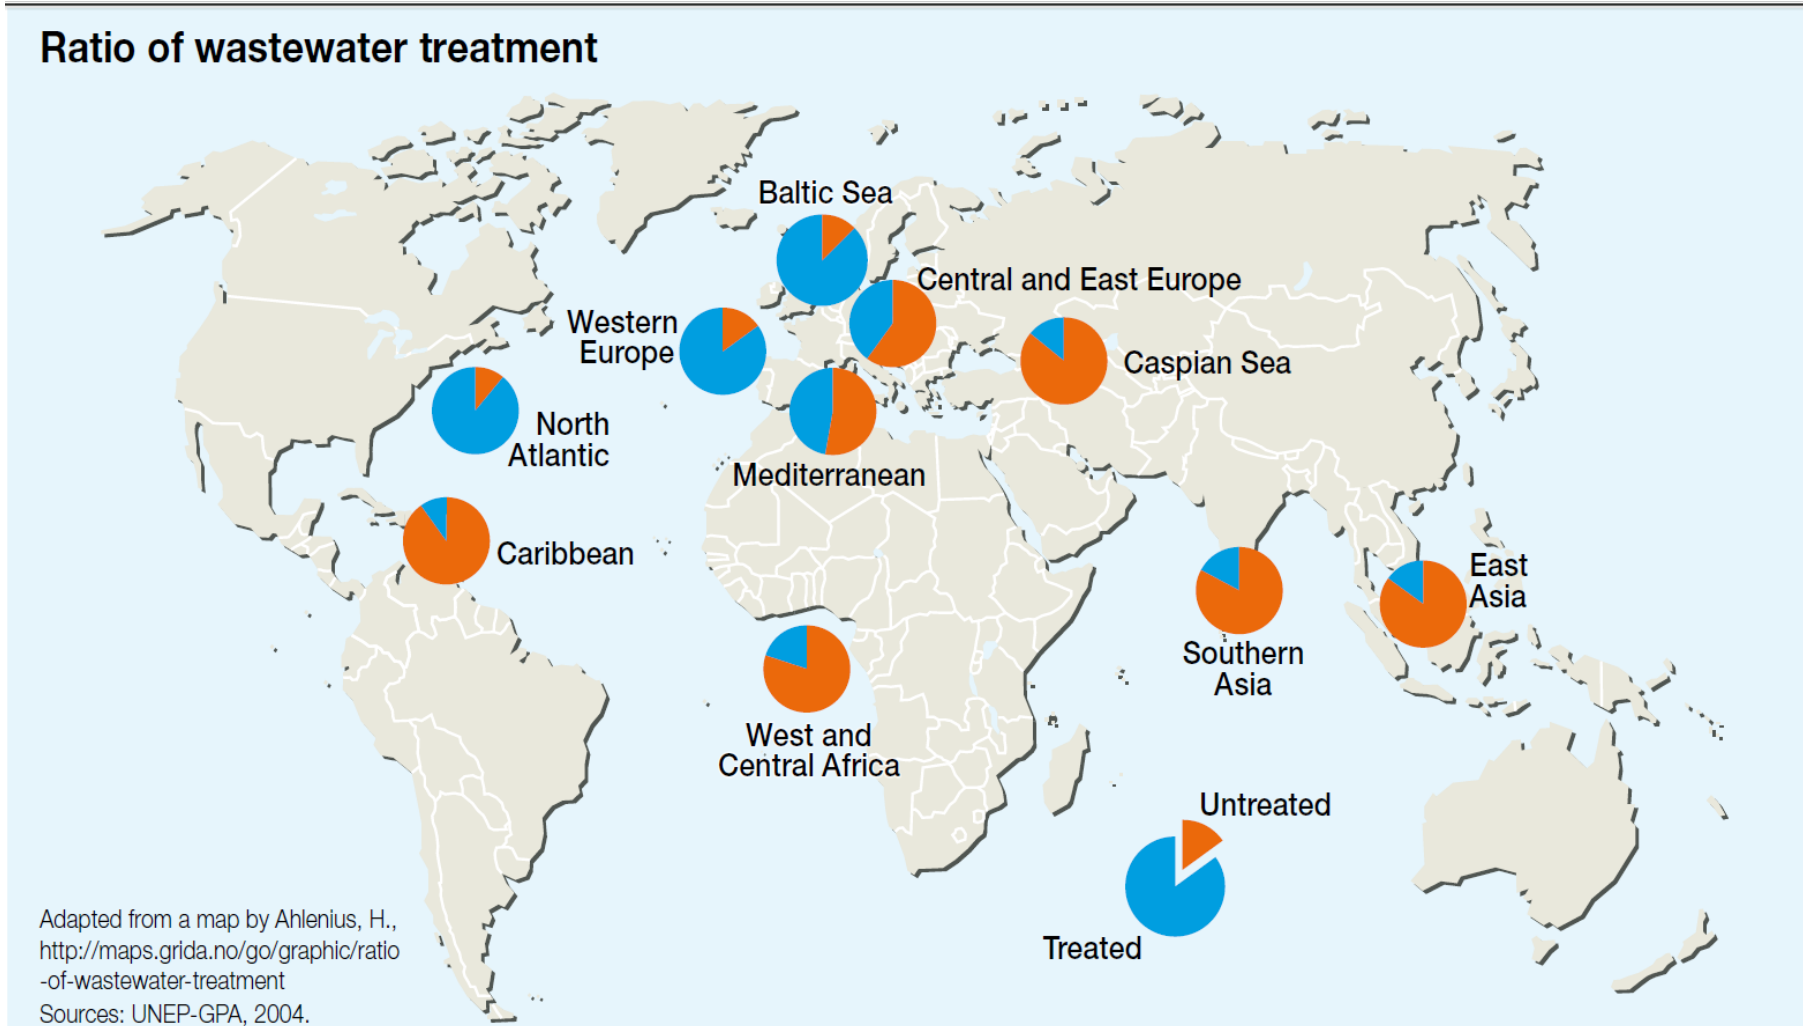 Ratio of wastewater treatment
Baltic Sea
Central and East Europe
Western
Europe
Caspian Sea
North
Atlantic
Mediterranean
Caribbean
East
Asia
Southern
Asia
West and
Central Africa
Untreated
Treated
Adapted from a map by Ahlenius, H.,
http://maps.grida.no/go/graphic/ratio
-of-wastewater-treatment
Sources: UNEP-GPA, 2004.